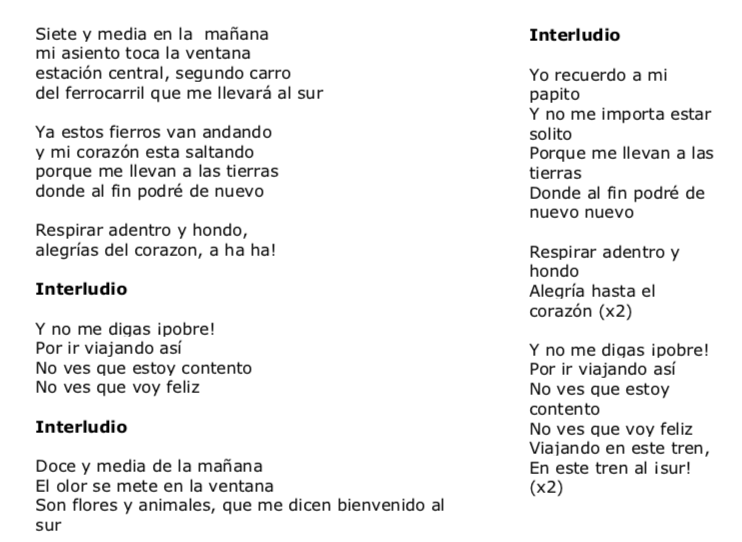 Siete y media en la  mañana
mi asiento toca la ventana
estación central, segundo carro
del ferrocarril que me llevará al sur
Ya estos fierros van andando
y mi corazón esta saltando
porque me llevan a las tierras
donde al fin podré de nuevo
Respirar adentro y hondo,
alegrías del corazon, a ha ha!
Interludio
Y no me digas ¡pobre!
Por ir viajando así
No ves que estoy contento
No ves que voy feliz
Interludio
Doce y media de la mañana
El olor se mete en la ventana
Son flores y animales, que me dicen bienvenido al
sur
Interludio
Yo recuerdo a mi
papito
Y no me importa estar
solito
Porque me llevan a las
tierras
Donde al fin podré de
nuevo nuevo
Respirar adentro y
hondo
Alegría hasta el
corazón (x2)
Y no me digas ¡pobre!
Por ir viajando así
No ves que estoy
contento
No ves que voy feliz
Viajando en este tren,
En este tren al ¡sur!
(x2)